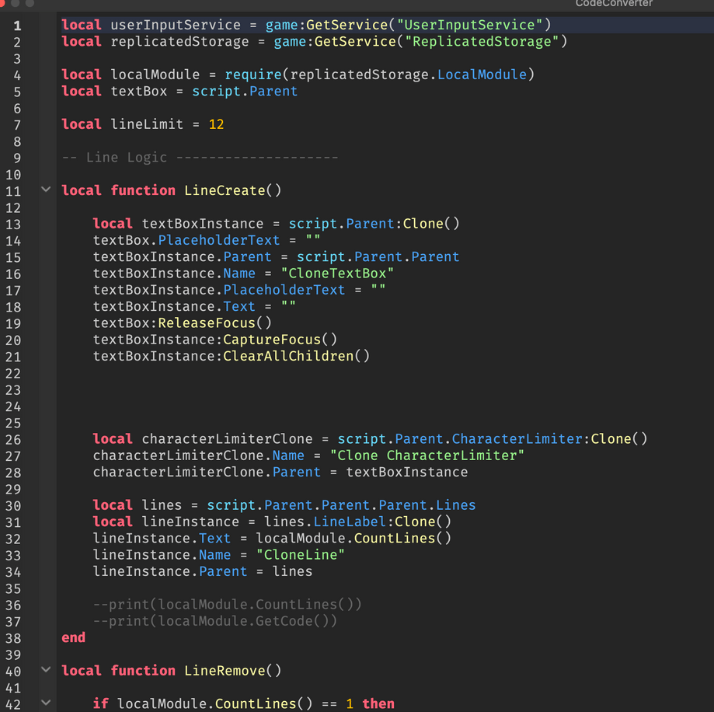 CodeConverter
1 local userInputService = game:GetService("UserInputService")
2 local replicatedStorage = game:GetService("ReplicatedStorage")
3
4 local localModule = require(replicatedStorage.LocalModule)
5 local textBox = script.Parent
6
7 local lineLimit = 12
8
9 -- Line Logic --------------------
10
11 local function LineCreate()
12
13     local textBoxInstance = script.Parent:Clone()
14     textBox.PlaceholderText = ""
15     textBoxInstance.Parent = script.Parent.Parent
16     textBoxInstance.Name = "CloneTextBox"
17     textBoxInstance.PlaceholderText = ""
18     textBoxInstance.Text = ""
19     textBox:ReleaseFocus()
20     textBoxInstance:CaptureFocus()
21     textBoxInstance:ClearAllChildren()
22
23
24
25
26     local characterLimiterClone = script.Parent.CharacterLimiter:Clone()
27     characterLimiterClone.Name = "Clone CharacterLimiter"
28     characterLimiterClone.Parent = textBoxInstance
29
30     local lines = script.Parent.Parent.Parent.Lines
31     local lineInstance = lines.LineLabel:Clone()
32     lineInstance.Text = localModule.CountLines()
33     lineInstance.Name = "CloneLine"
34     lineInstance.Parent = lines
35
36     --print(localModule.CountLines())
37     --print(localModule.GetCode())
38 end
39
40 local function LineRemove()
41
42     if localModule.CountLines() == 1 then